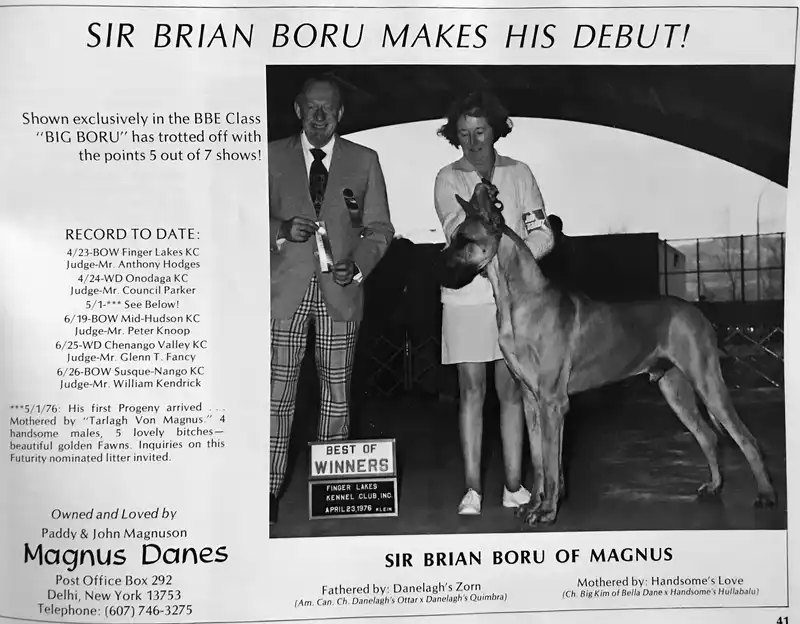 SIR BRIAN BORU MAKES HIS DEBUT!
Shown exclusively in the BBE Class
"BIG BORU" has trotted off with
the points 5 out of 7 shows!
RECORD TO DATE:
4/23-BOW Finger Lakes KC
Judge-Mr. Anthony Hodges
4/24-WD Onodaga KC
Judge-Mr. Council Parker
5/1-*** See Below!
6/19-BOW Mid-Hudson KC
Judge-Mr. Peter Knoop
6/25-WD Chenango Valley KC
Judge-Mr. Glenn T. Fancy
6/26-BOW Susque-Nango KC
Judge-Mr. William Kendrick
***5/1/76: His first Progeny arrived . . .
Mothered by "Tarlagh Von Magnus." 4
handsome males, 5 lovely bitches—
beautiful golden Fawns. Inquiries on this
Futurity nominated litter invited.
Owned and Loved by
Paddy & John Magnuson
Magnus Danes
Post Office Box 292
Delhi, New York 13753
Telephone: (607) 746-3275
BEST OF
WINNERS
FINGER LAKES
KENNEL CLUB, INC.
APRIL 23, 1976 KLEIN
SIR BRIAN BORU OF MAGNUS
Fathered by: Danelagh's Zorn
(Am. Can. Ch. Danelagh's Ottar x Danelagh's Quimbra)
Mothered by: Handsome's Love
(Ch. Big Kim of Bella Dane x Handsome's Hullabalu)
41